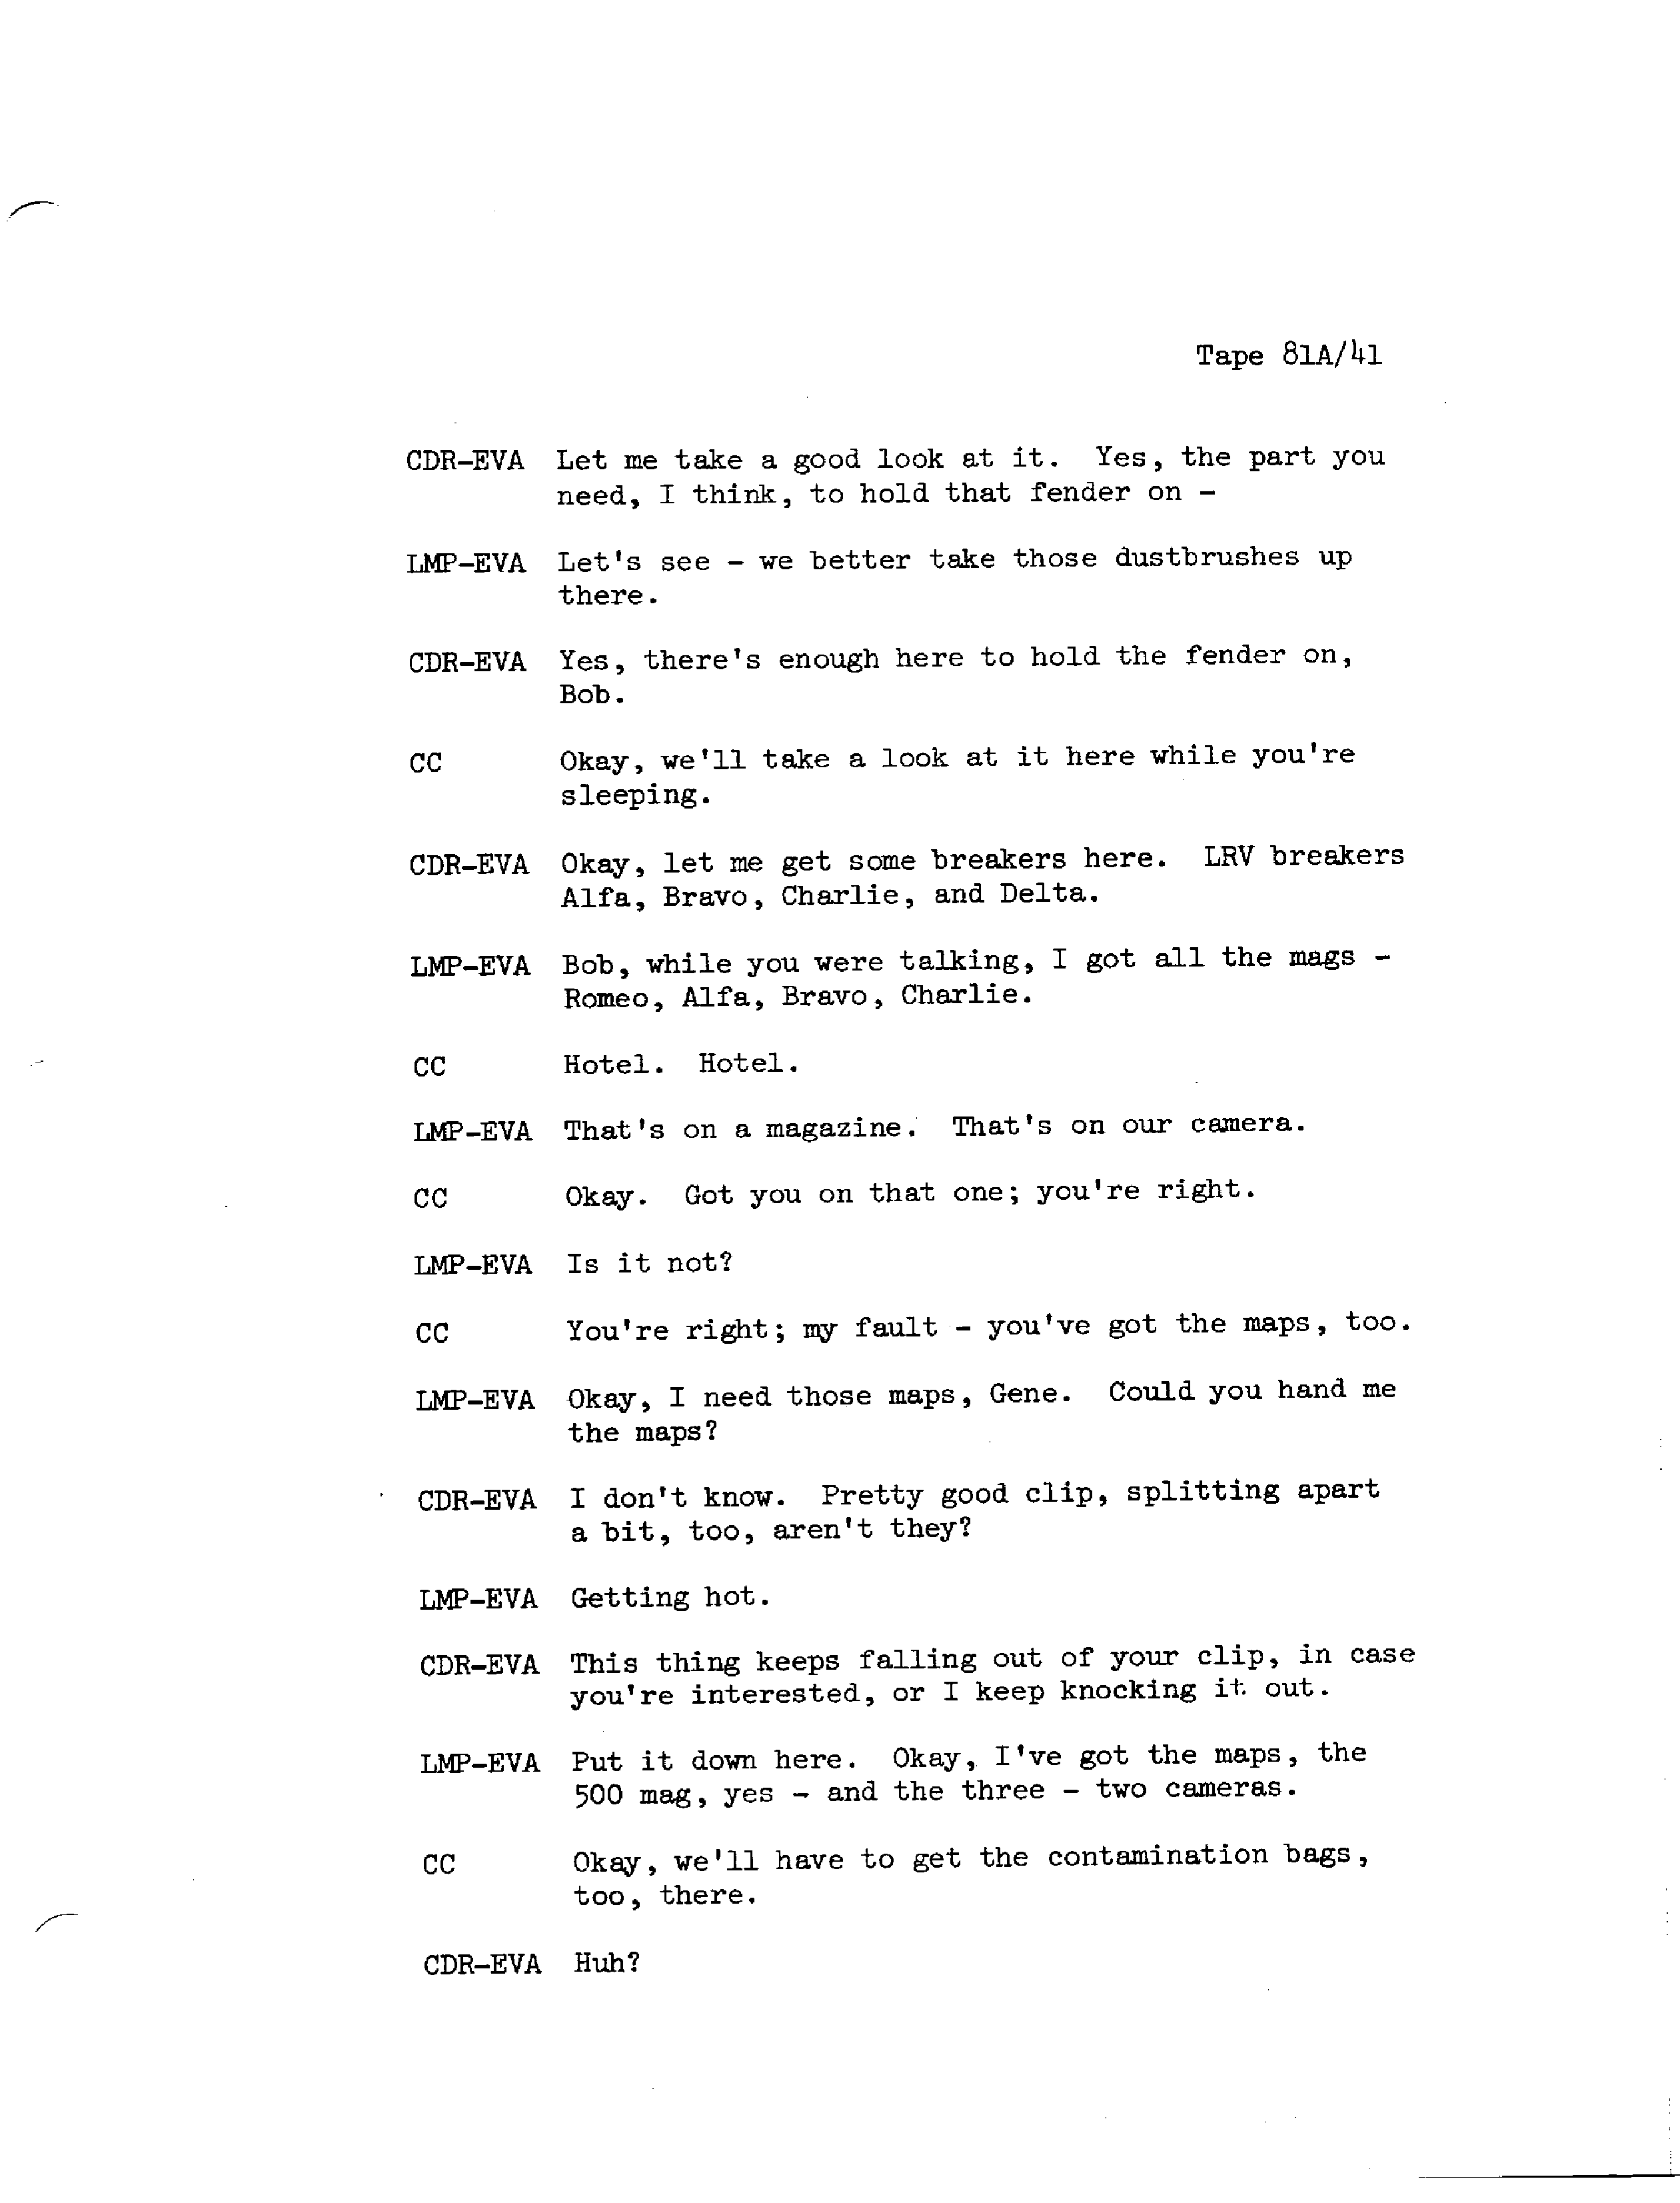 Tape 81A/41
CDR-EVA Let me take a good look at it. Yes, the part you
need, I think, to hold that fender on -
LMP-EVA Let's see - we better take those dustbrushes up
there.
CDR-EVA Yes, there's enough here to hold the fender on,
Bob.
CC Okay, we'll take a look at it here while you're
sleeping.
CDR-EVA Okay, let me get some breakers here. LRV breakers
Alfa, Bravo, Charlie, and Delta.
LMP-EVA Bob, while you were talking, I got all the mags -
Romeo, Alfa, Bravo, Charlie.
CC Hotel. Hotel.
LMP-EVA That's on a magazine. That's on our camera.
CC Okay. Got you on that one; you're right.
LMP-EVA Is it not?
CC You're right; my fault - you've got the maps, too.
LMP-EVA Okay, I need those maps, Gene. Could you hand me
the maps?
CDR-EVA I don't know. Pretty good clip, splitting apart
a bit, too, aren't they?
LMP-EVA Getting hot.
CDR-EVA This thing keeps falling out of your clip, in case
you're interested, or I keep knocking it out.
LMP-EVA Put it down here. Okay, I've got the maps, the
500 mag, yes - and the three - two cameras.
CC Okay, we'll have to get the contamination bags,
too, there.
CDR-EVA Huh?